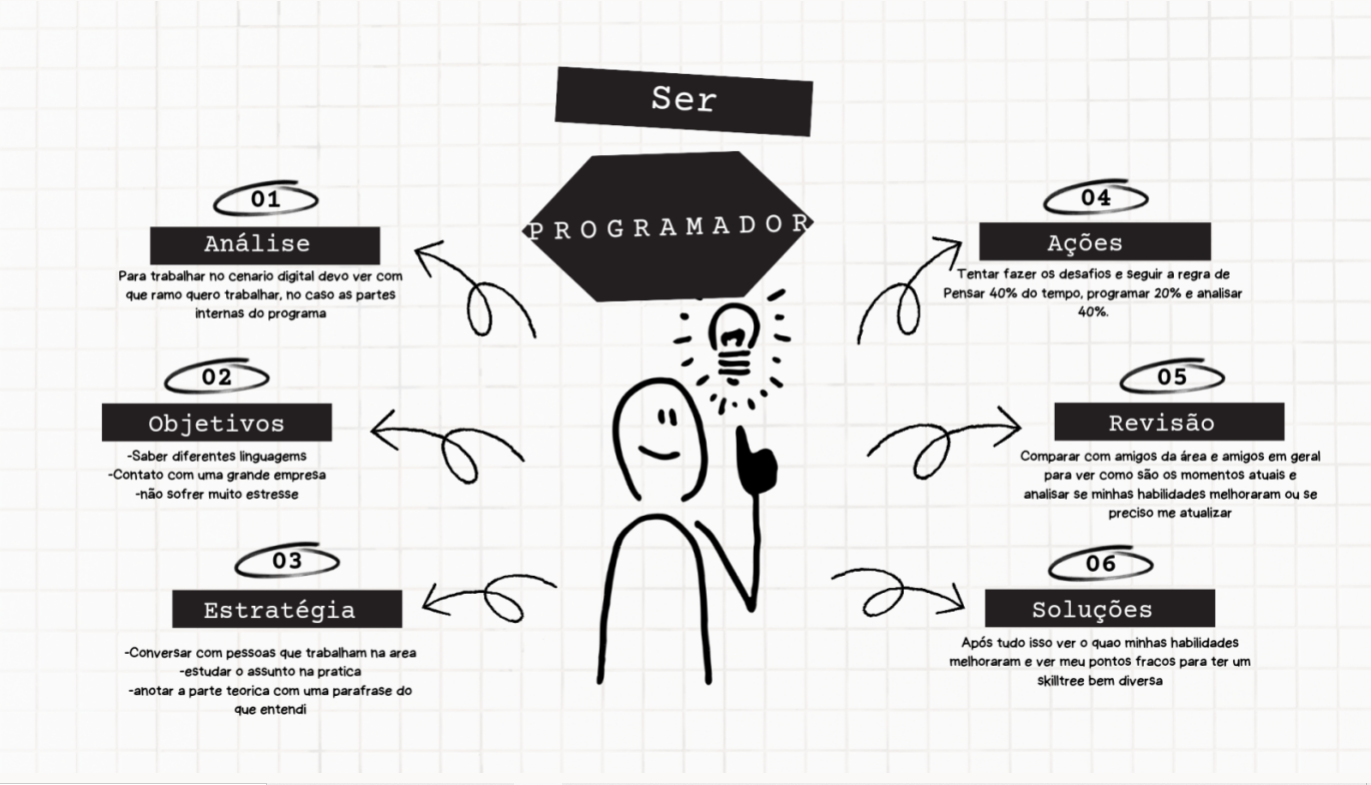 Ser
PROGRAMADOR
01
Análise
Para trabalhar no cenario digital devo ver com
que ramo quero trabalhar, no caso as partes
internas do programa
02
Objetivos
-Saber diferentes linguagems
-Contato com uma grande empresa
-não sofrer muito estresse
03
Estratégia
-Conversar com pessoas que trabalham na area
-estudar o assunto na pratica
-anotar a parte teorica com uma parafrase do
que entendi
04
Ações
Tentar fazer os desafios e seguir a regra de
Pensar 40% do tempo, programar 20% e analisar
40%.
05
Revisão
Comparar com amigos da área e amigos em geral
para ver como são os momentos atuais e
analisar se minhas habilidades melhoraram ou se
preciso me atualizar
06
Soluções
Após tudo isso ver o quao minhas habilidades
melhoraram e ver meu pontos fracos para ter um
skilltree bem diversa